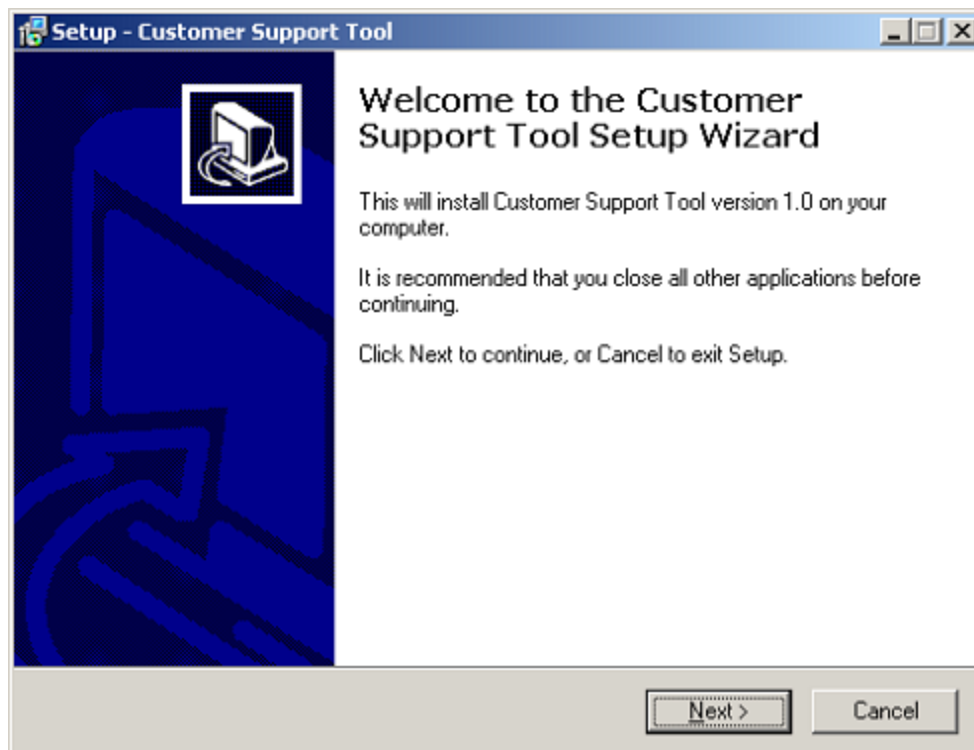 Setup - Customer Support Tool
Welcome to the Customer
Support Tool Setup Wizard
This will install Customer Support Tool version 1.0 on your
computer.
It is recommended that you close all other applications before
continuing.
Click Next to continue, or Cancel to exit Setup.
Next >
Cancel